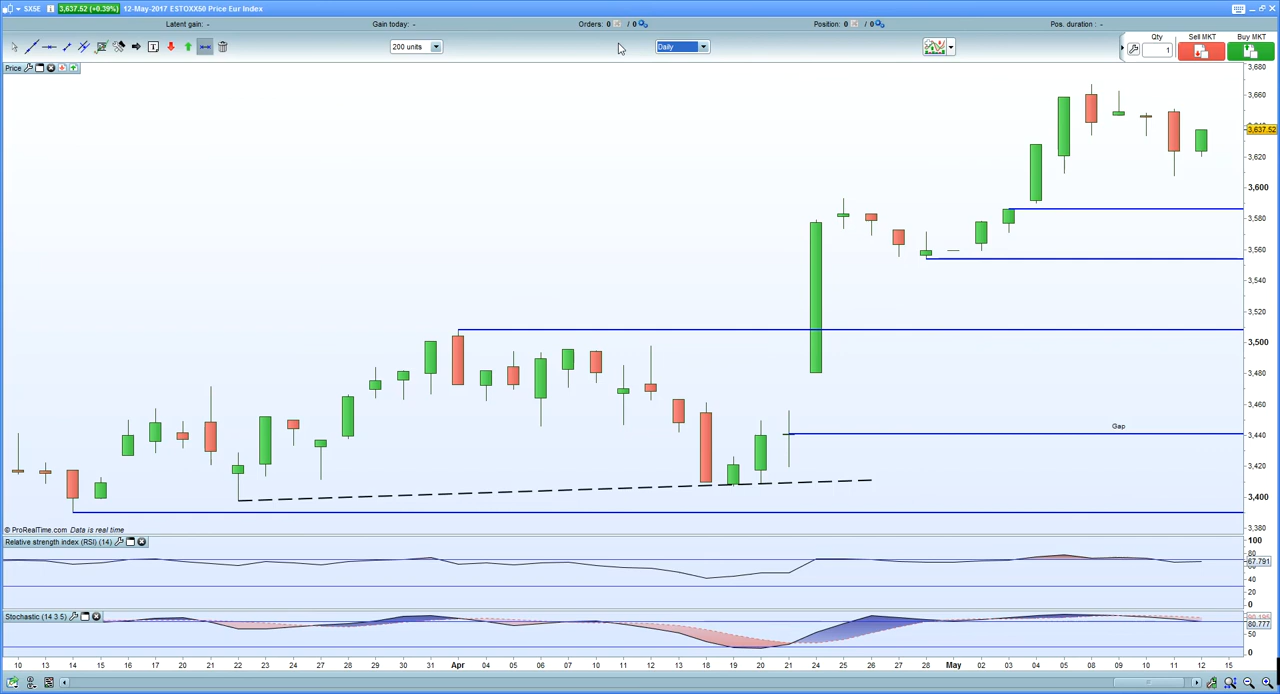 SX5E 3,637.52 (+0.39%) 12-May-2017 ESTOXX50 Price Eur Index
Latent gain: - Gain today: - Orders: 0 / 0 Position: 0 / 0 Pos. duration : -
200 units Daily Qty Sell MKT Buy MKT
1
Price
3,680
3,660
3,637.52
3,620
3,600
3,580
3,560
3,540
3,520
3,500
3,480
3,460
Gap
3,440
3,420
3,400
3,380
© ProRealTime.com Data is real time
Relative strength index (RSI) (14)
100
80
67.791
40
20
0
Stochastic (14 3 5)
80.777
50
0
10 13 14 15 16 17 20 21 22 23 24 27 28 29 30 31 Apr 04 05 06 07 10 11 12 13 18 19 20 21 24 25 26 27 28 May 02 03 04 05 08 09 10 11 12 15